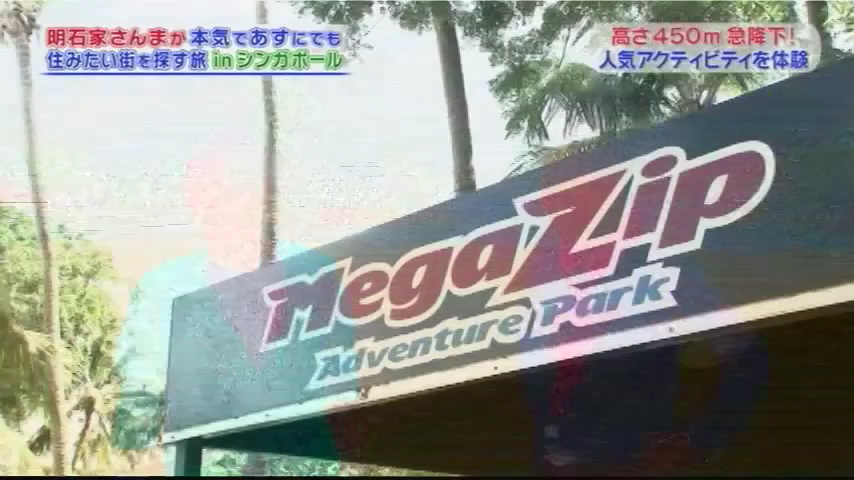 明石家さんまが 本気であすにでも
住みたい街を探す旅 in シンガポール
高さ450m 急降下!
人気アクティビティを体験
MegaZip
Adventure Park